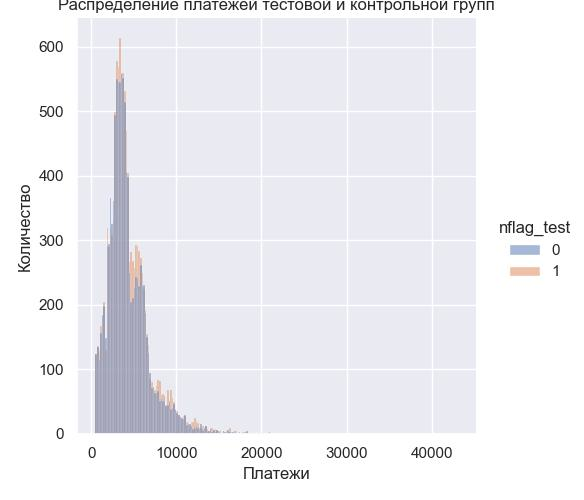 Распределение платежей тестовой и контрольной групп
600
500
400
300
200
100
0
Количество
0 10000 20000 30000 40000
Платежи
nflag_test
0
1